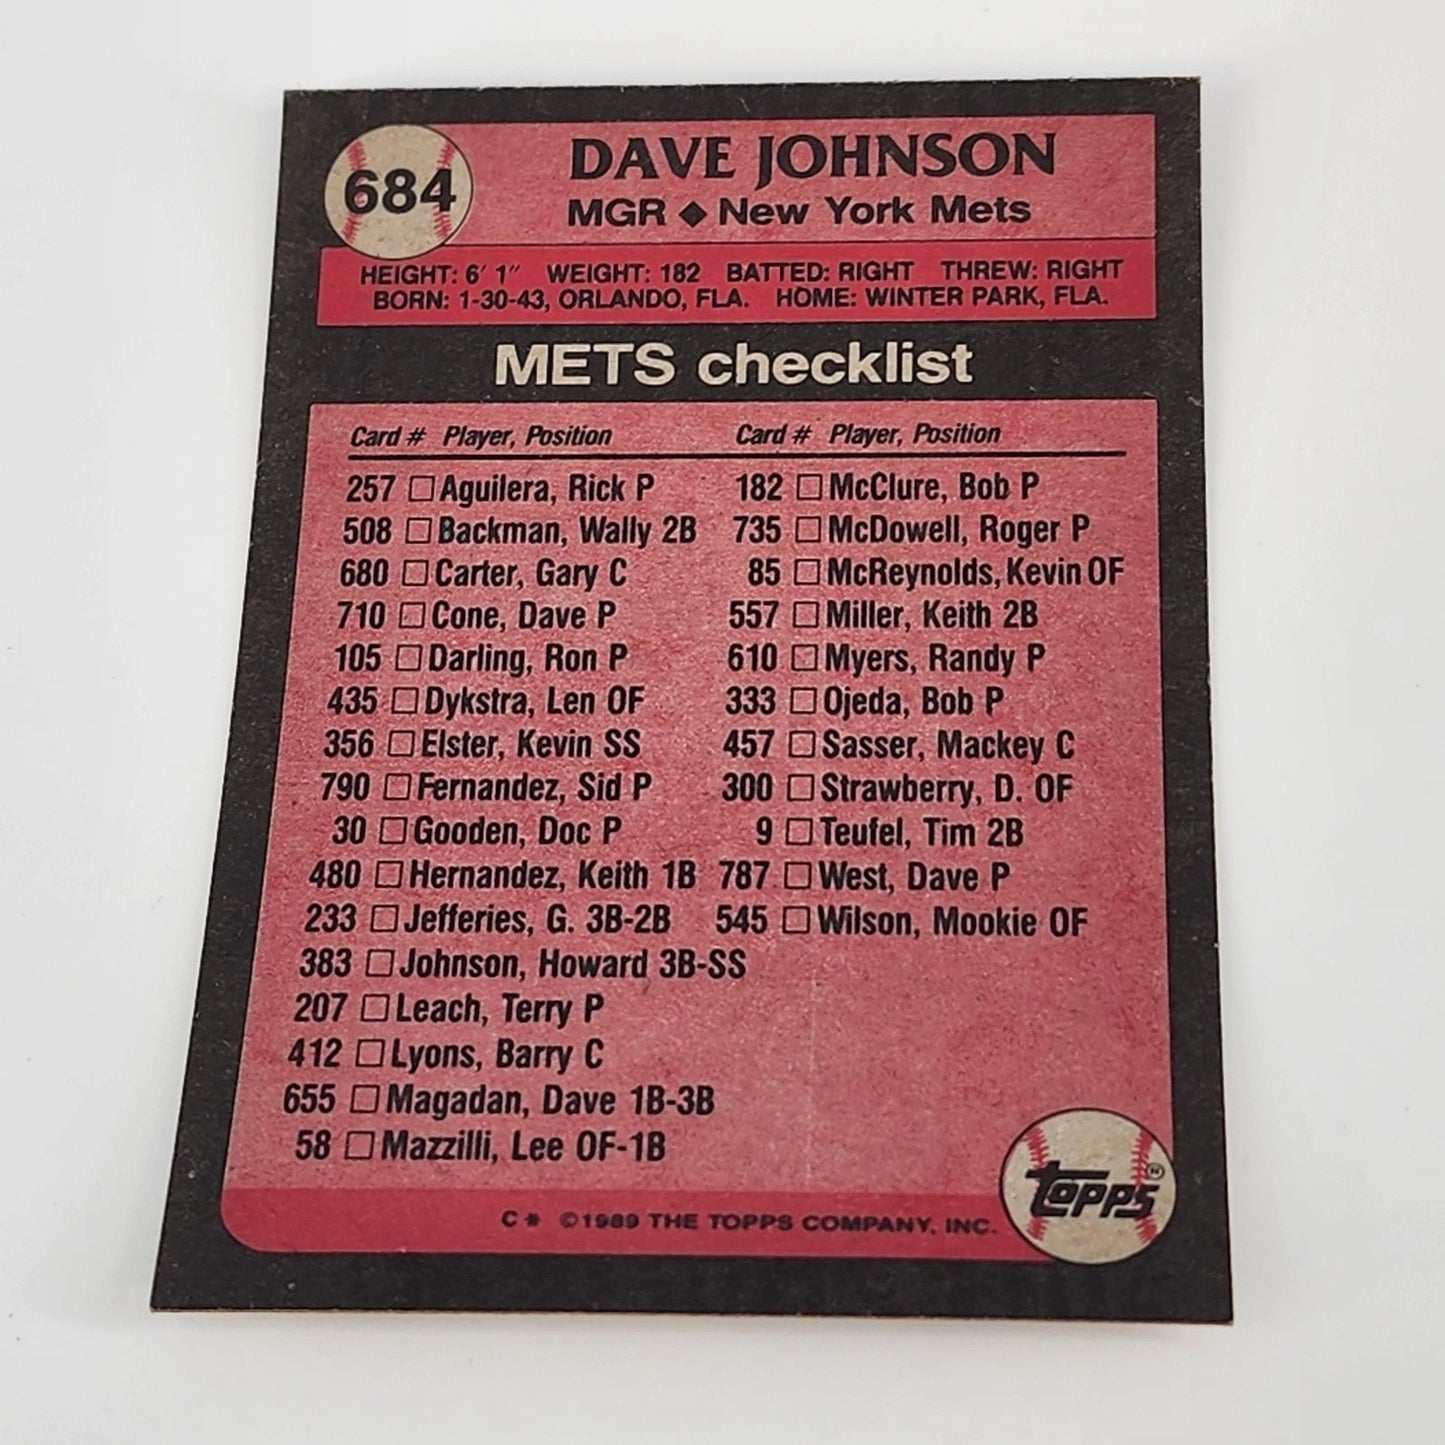 684
DAVE JOHNSON
MGR ◆ New York Mets
HEIGHT: 6' 1" WEIGHT: 182 BATTED: RIGHT THREW: RIGHT
BORN: 1-30-43, ORLANDO, FLA. HOME: WINTER PARK, FLA.
METS checklist
Card # Player, Position
257 □ Aguilera, Rick P
508 □ Backman, Wally 2B
680 □ Carter, Gary C
710 □ Cone, Dave P
105 □ Darling, Ron P
435 □ Dykstra, Len OF
356 □ Elster, Kevin SS
790 □ Fernandez, Sid P
30 □ Gooden, Doc P
480 □ Hernandez, Keith 1B
233 □ Jefferies, G. 3B-2B
383 □ Johnson, Howard 3B-SS
207 □ Leach, Terry P
412 □ Lyons, Barry C
655 □ Magadan, Dave 1B-3B
58 □ Mazzilli, Lee OF-1B
Card # Player, Position
182 □ McClure, Bob P
735 □ McDowell, Roger P
85 □ McReynolds, Kevin OF
557 □ Miller, Keith 2B
610 □ Myers, Randy P
333 □ Ojeda, Bob P
457 □ Sasser, Mackey C
300 □ Strawberry, D. OF
9 □ Teufel, Tim 2B
787 □ West, Dave P
545 □ Wilson, Mookie OF
C* ©1989 THE TOPPS COMPANY, INC.
topps®